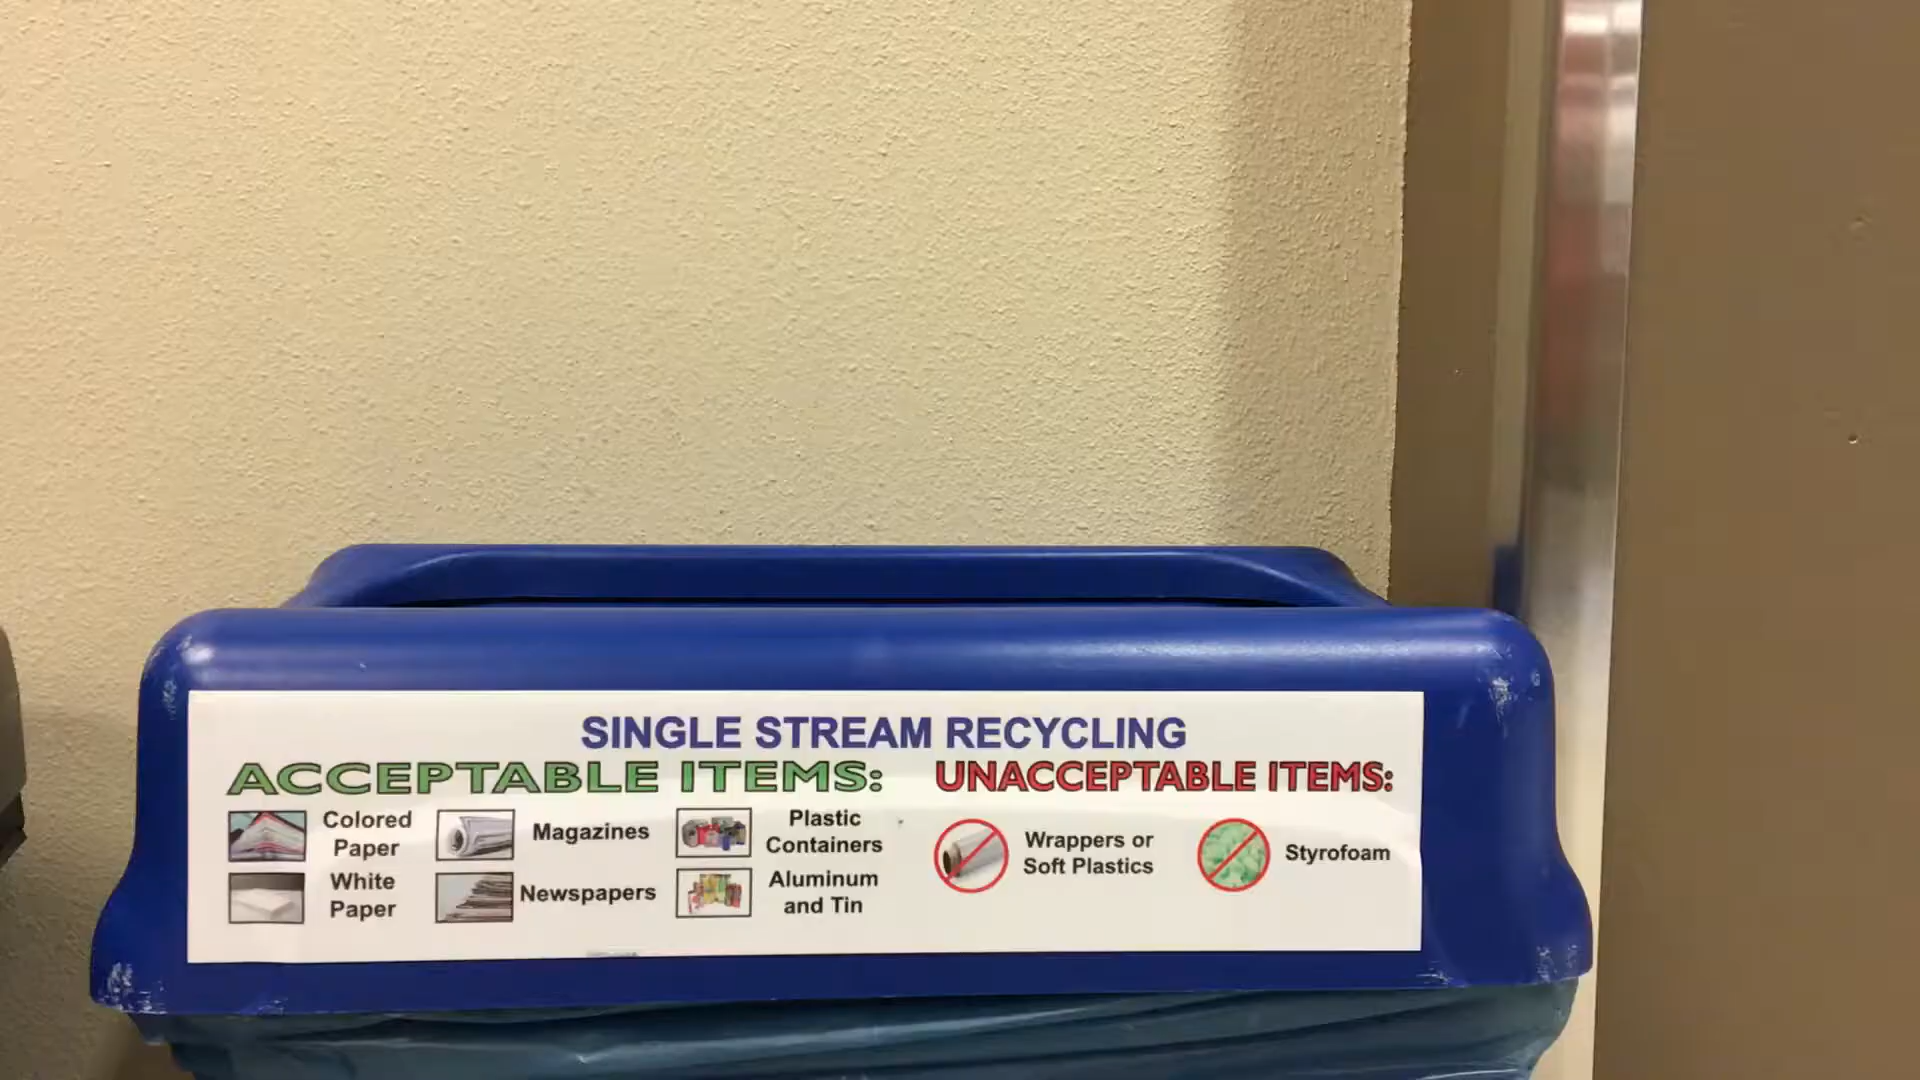 SINGLE STREAM RECYCLING
ACCEPTABLE ITEMS:
Colored
Paper
White
Paper
Magazines
Newspapers
Plastic
Containers
Aluminum
and Tin
UNACCEPTABLE ITEMS:
Wrappers or
Soft Plastics
Styrofoam